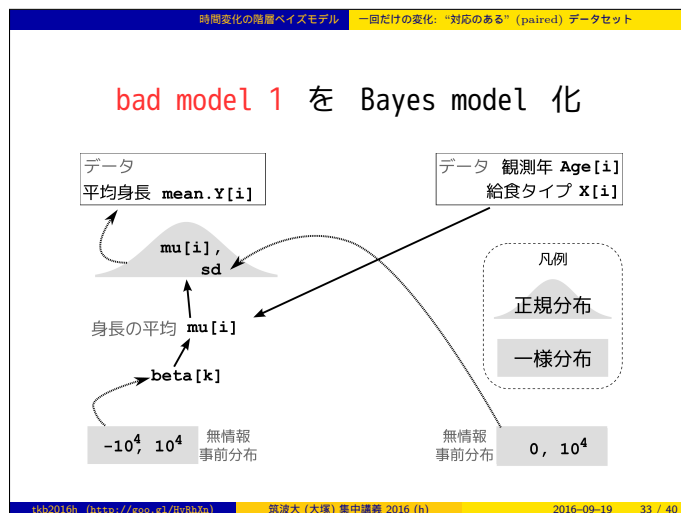 時間変化の階層ベイズモデル 一回だけの変化: “対応のある” (paired) データセット
bad model 1 を Bayes model 化
データ
平均身長 mean.Y[i]
データ 観測年 Age[i]
給食タイプ X[i]
mu[i],
sd
凡例
正規分布
一様分布
身長の平均 mu[i]
beta[k]
-10⁴, 10⁴
無情報
事前分布
無情報
事前分布
0, 10⁴
tkb2016h (http://goo.gl/HyRhXn) 筑波大 (大塚) 集中講義 2016 (h) 2016–09–19 33 / 40